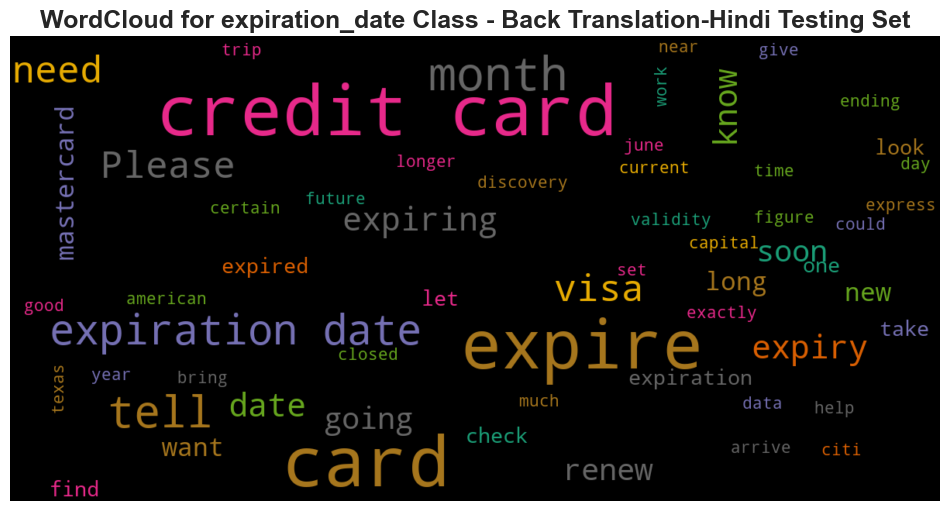 WordCloud for expiration_date Class - Back Translation-Hindi Testing Set
trip
near
give
need
month
work
know
credit card
ending
mastercard
june
look
Please
longer
current
time
day
discovery
future
certain
expiring
validity
figure
express
could
capital
soon
expired
set
one
visa
long
new
good
american
let
exactly
expiration date
take
closed
expire
expiry
texas
year
bring
expiration
tell
date
much
data
help
going
want
check
card
arrive
citi
renew
find